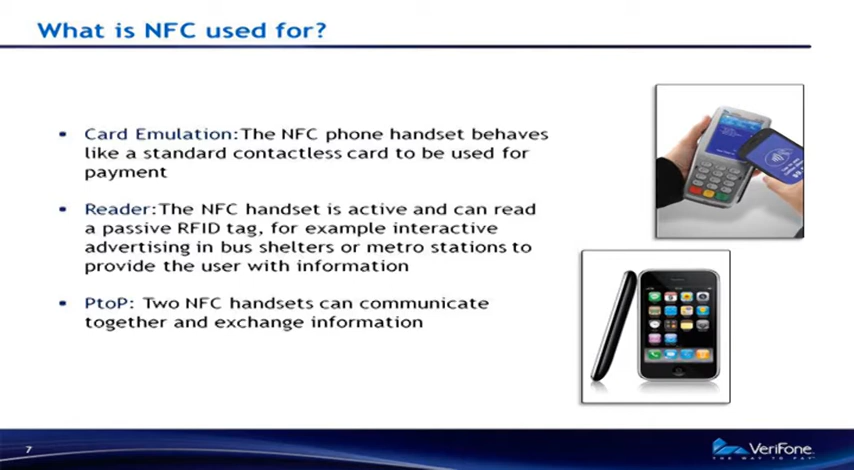 What is NFC used for?
• Card Emulation: The NFC phone handset behaves
like a standard contactless card to be used for
payment
• Reader: The NFC handset is active and can read
a passive RFID tag, for example interactive
advertising in bus shelters or metro stations to
provide the user with information
• PtoP: Two NFC handsets can communicate
together and exchange information
7
VeriFone
THE WAY TO PAY